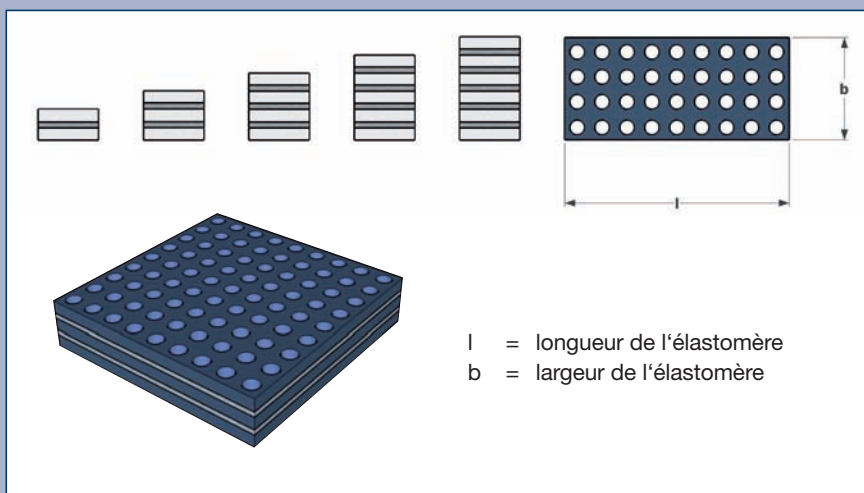 b
l
l = longueur de l‘élastomère
b = largeur de l‘élastomère